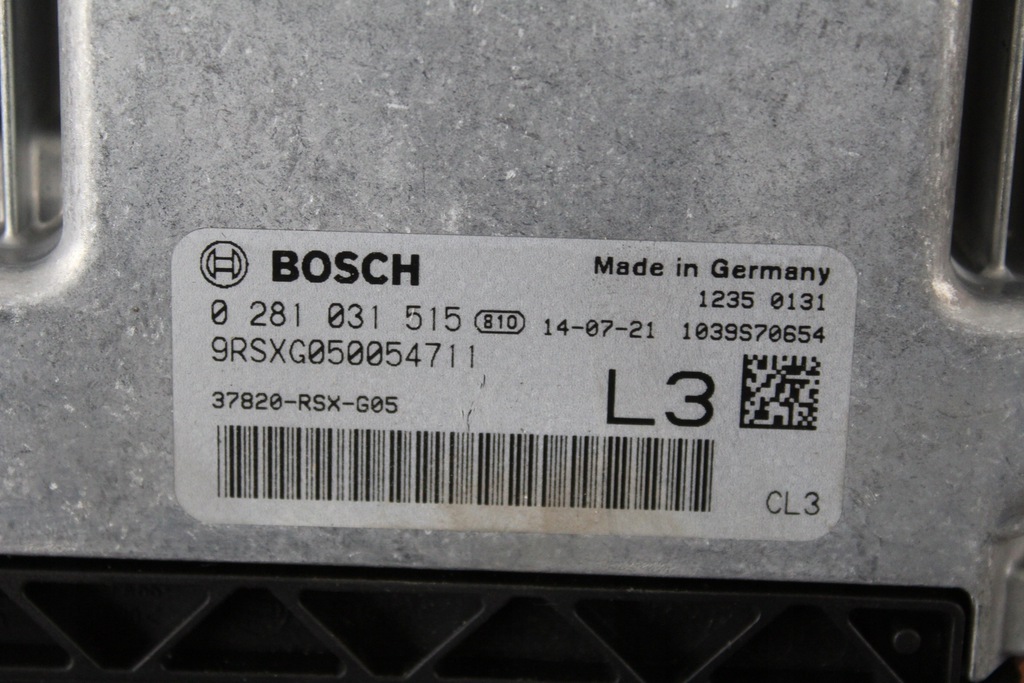 BOSCH
Made in Germany
1235 0131
0 281 031 515 810 14-07-21 1039S70654
9RSXG050054711
37820-RSX-G05
L3
CL3